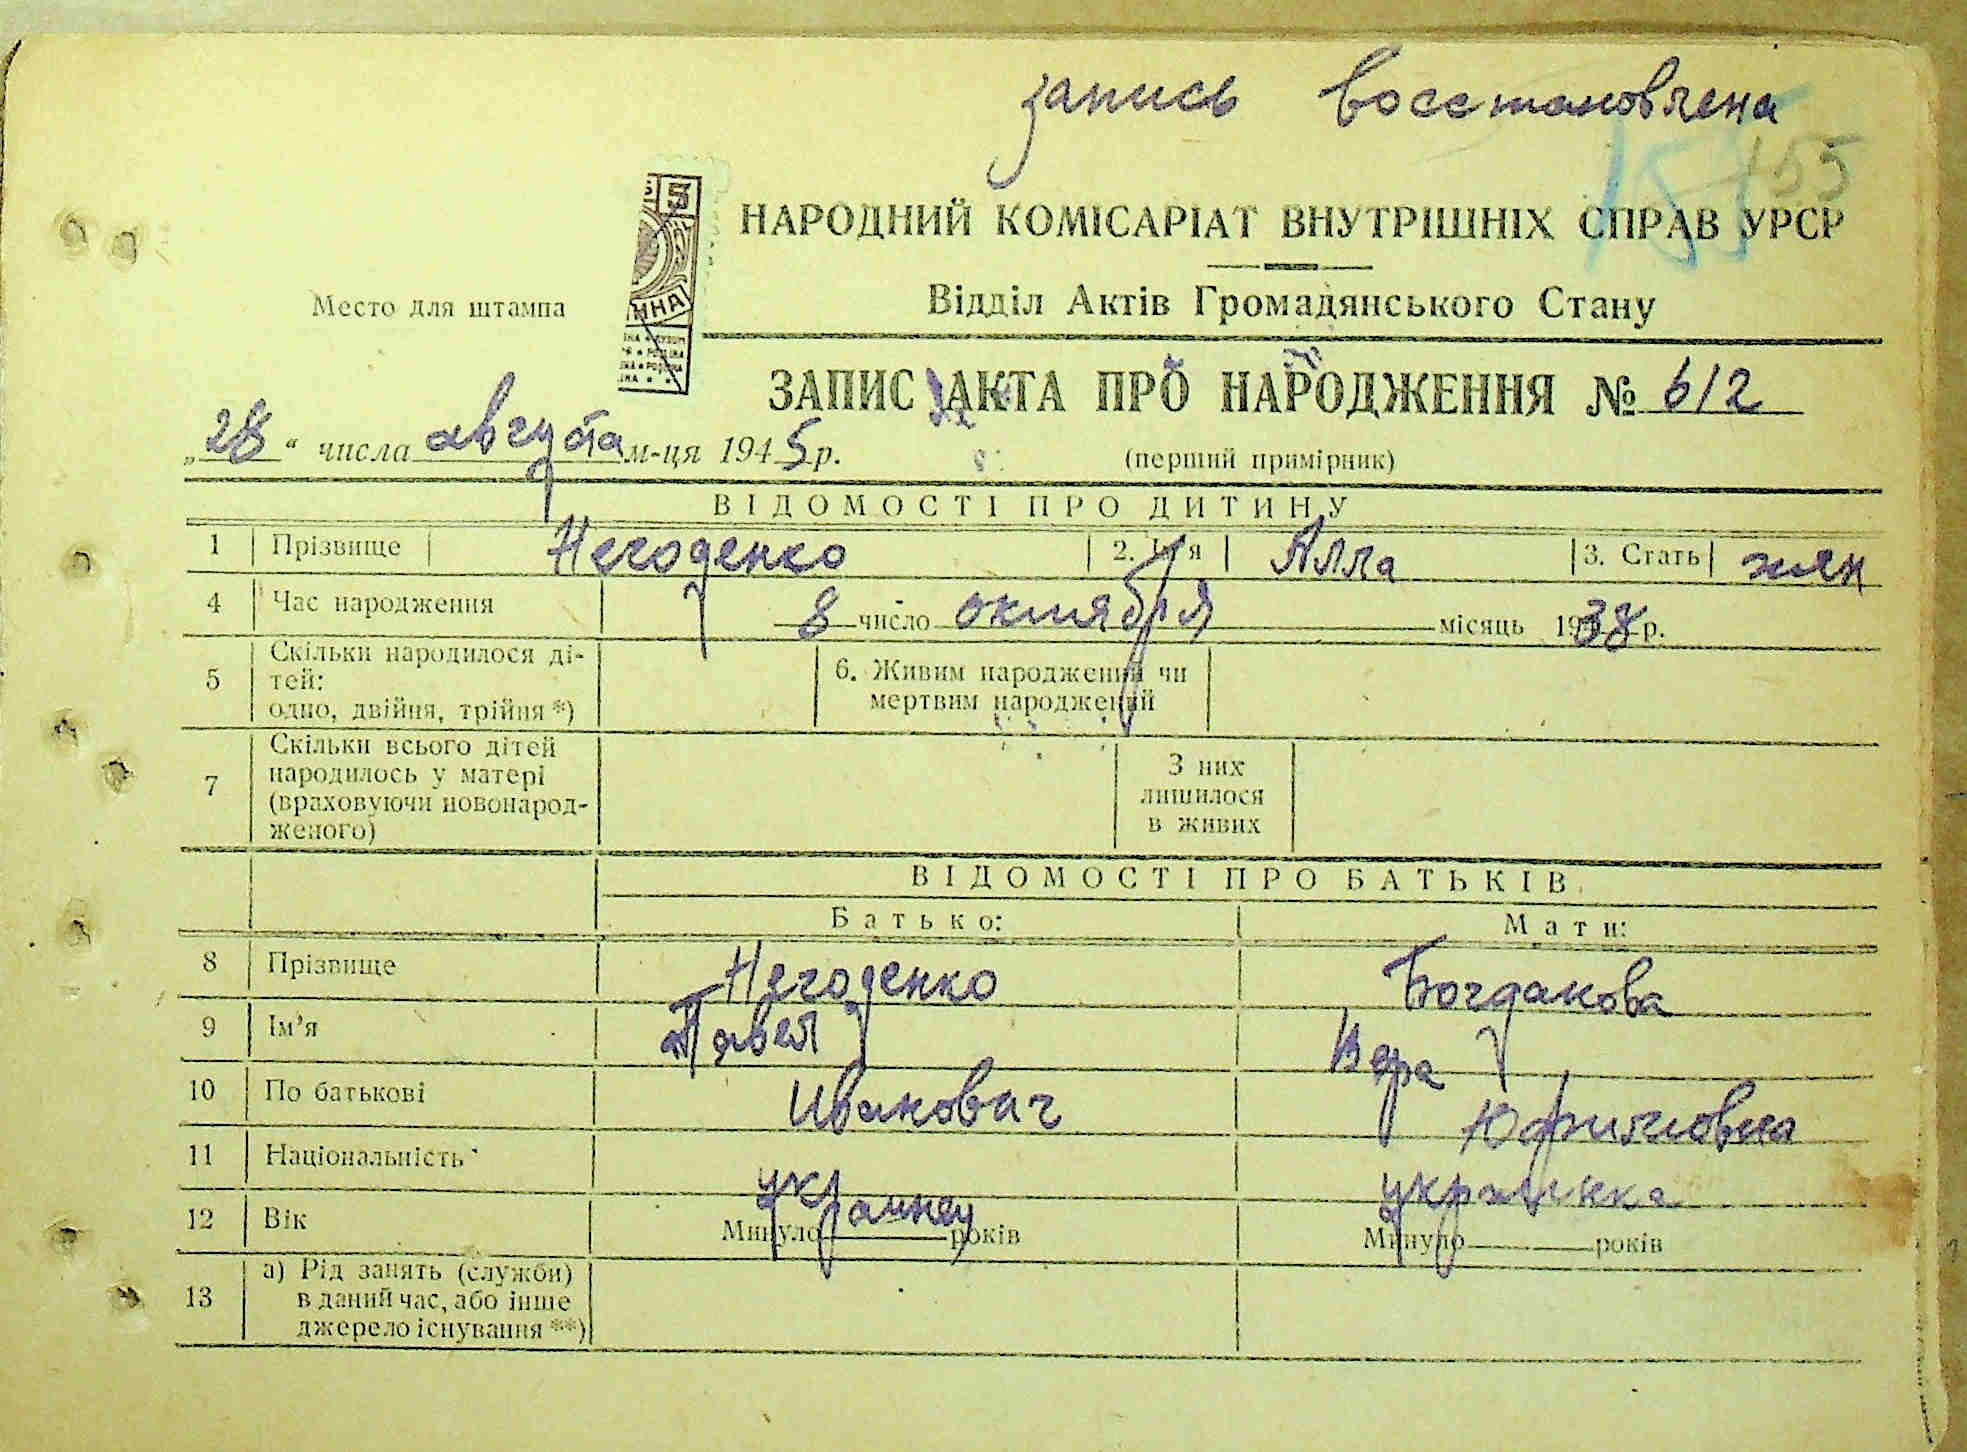 запись восстановлена
155
НАРОДНИЙ КОМІСАРІАТ ВНУТРІШНІХ СПРАВ УРСР
Место для штампа
Відділ Актів Громадянського Стану
ЗАПИС АКТА ПРО НАРОДЖЕННЯ № 612
„28“ числа августа м-ця 1945 р.
(перший примірник)
ВІДОМОСТІ ПРО ДИТИНУ
1 Прізвище Негоденко 2. Ім'я Алла 3. Стать жен
4 Час народження 8 число октября місяць 1938 р.
5 Скільки народилося ді-
тей:
одно, двійня, трійня *)
6. Живим народжений чи
мертвим народжений
7 Скільки всього дітей
народилось у матері
(враховуючи новонарод-
женого)
З них
лишилося
в живих
ВІДОМОСТІ ПРО БАТЬКІВ
Батько: Мати:
8 Прізвище Негоденко Богданова
9 Ім'я Павел Вера
10 По батькові Иванович
11 Національність украинец украинка
12 Вік Минуло років Минуло років
13 а) Рід занять (служби)
в даний час, або інше
джерело існування **)